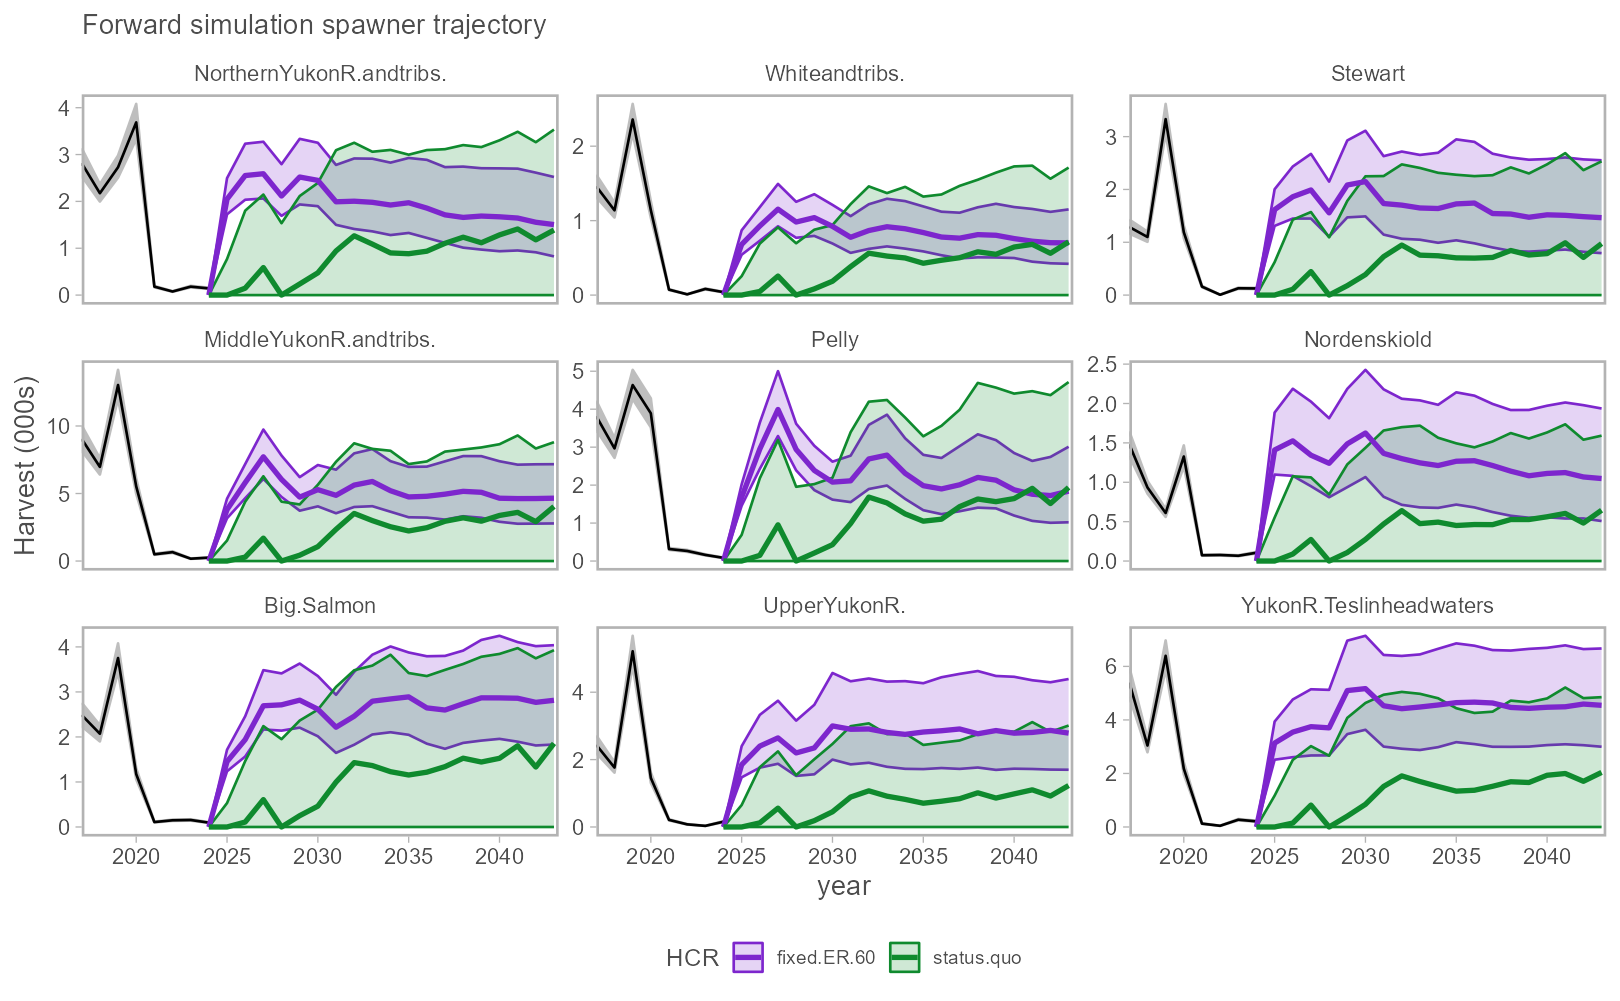 Forward simulation spawner trajectory
NorthernYukonR.andtribs.
Whiteandtribs.
Stewart
4
3
2
1
0
2
1
0
3
2
1
0
MiddleYukonR.andtribs.
Pelly
Nordenskiold
10
5
0
5
4
3
2
1
0
2.5
2.0
1.5
1.0
0.5
0.0
Harvest (000s)
Big.Salmon
UpperYukonR.
YukonR.Teslinheadwaters
4
3
2
1
0
4
2
0
6
4
2
0
2020 2025 2030 2035 2040
2020 2025 2030 2035 2040
2020 2025 2030 2035 2040
year
HCR fixed.ER.60 status.quo